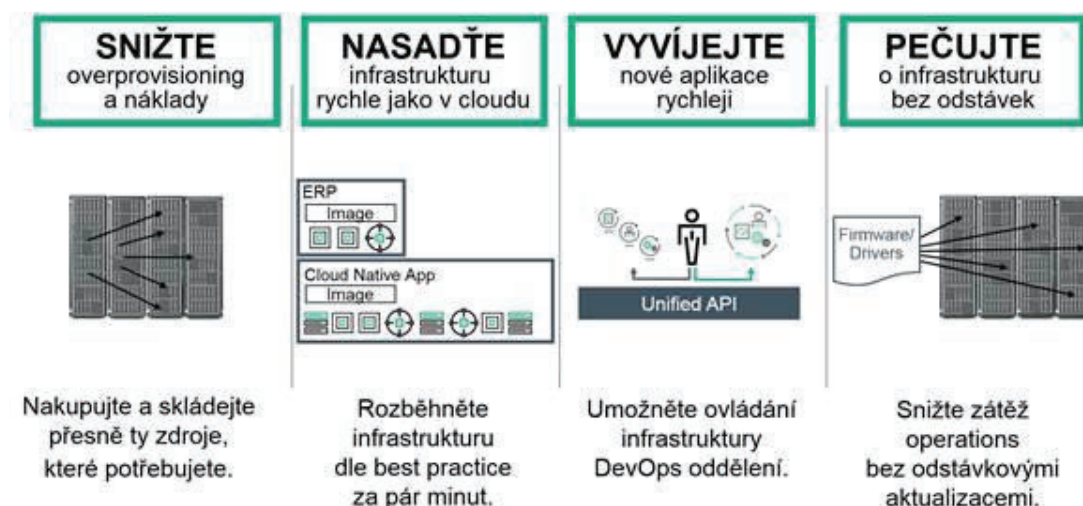 SNIŽTE
overprovisioning
a náklady
NASADŤE
infrastrukturu
rychle jako v cloudu
VYVÍJEJTE
nové aplikace
rychleji
PEČUJTE
o infrastrukturu
bez odstávek
ERP
Image
Cloud Native App
Image
Unified API
Firmware/
Drivers
Nakupujte a skládejte
přesně ty zdroje,
které potřebujete.
Rozběhněte
infrastrukturu
dle best practice
za pár minut.
Umožněte ovládání
infrastruktury
DevOps oddělení.
Snižte zátěž
operations
bez odstávkovými
aktualizacemi.